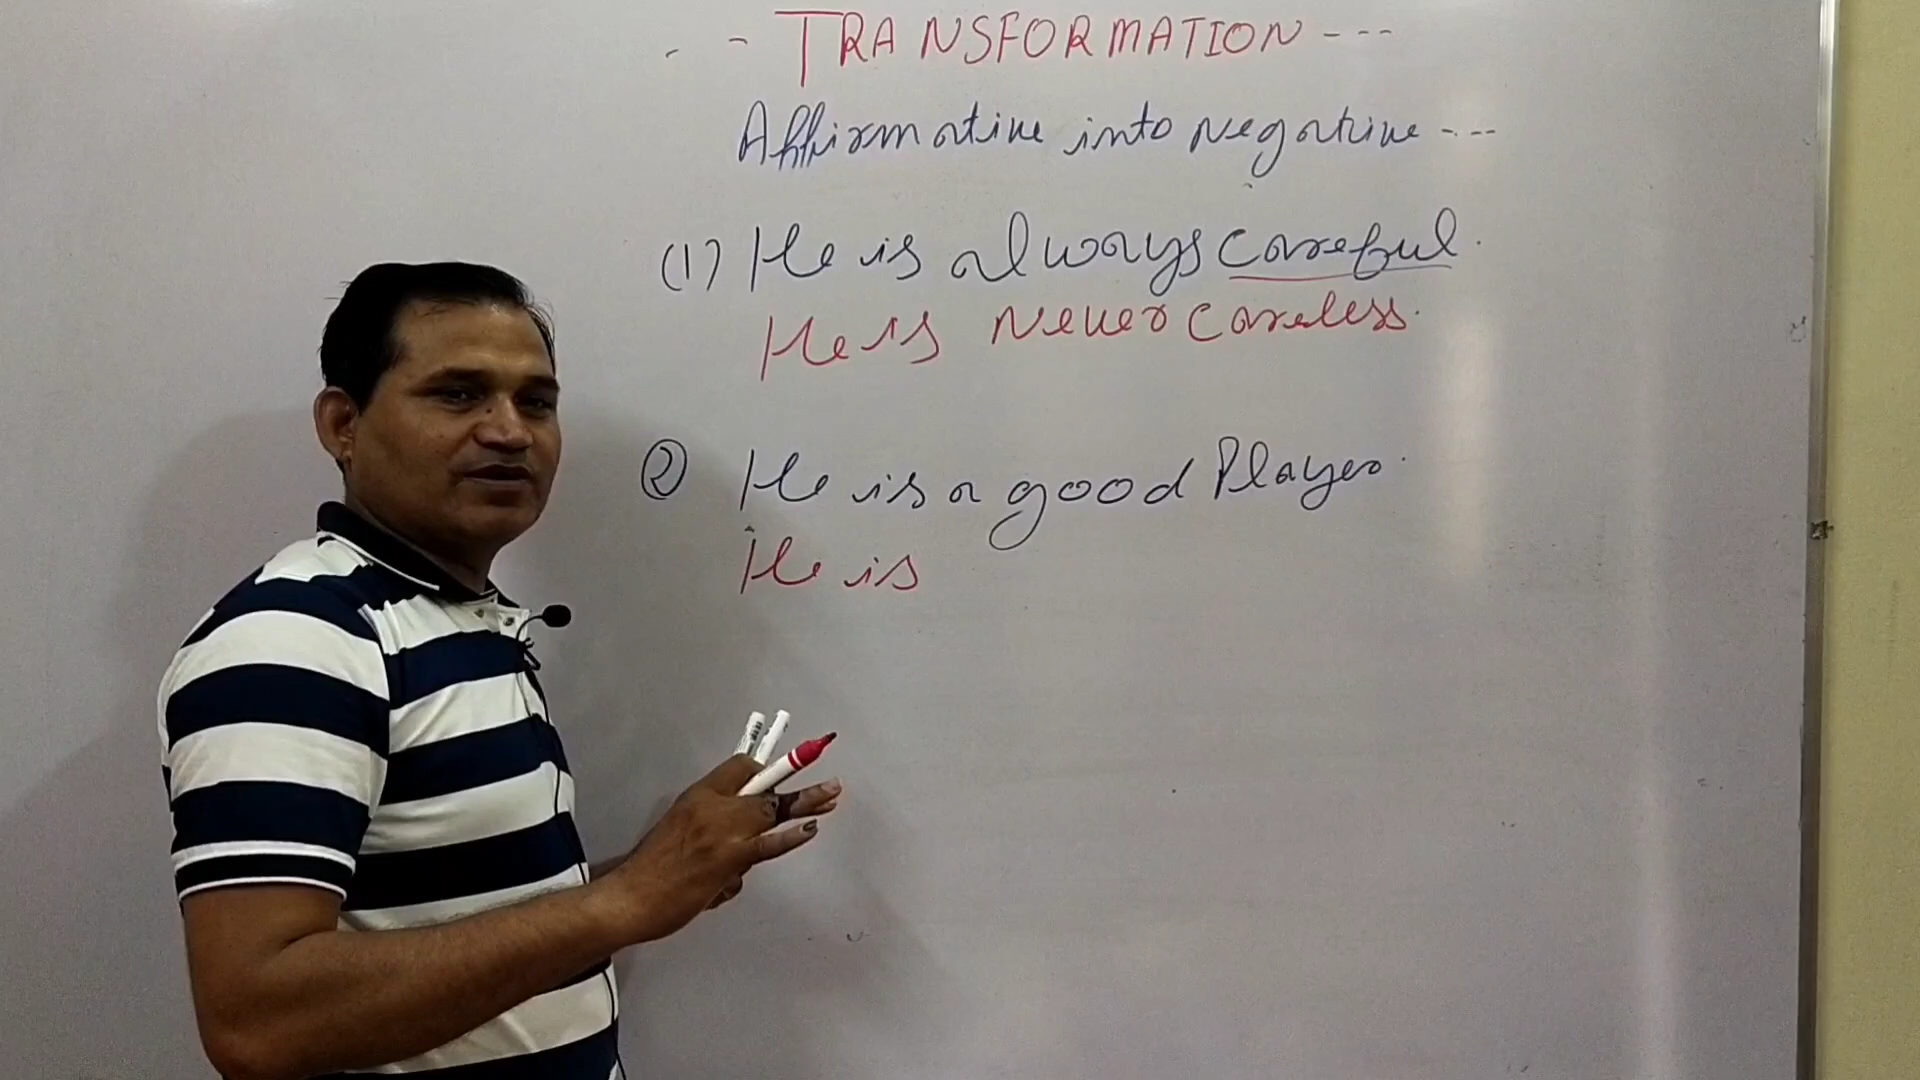 - - TRANSFORMATION ---
Affirmative into Negative ---
(1) He is always careful.
He is Never careless.
② He is a good Player.
He is